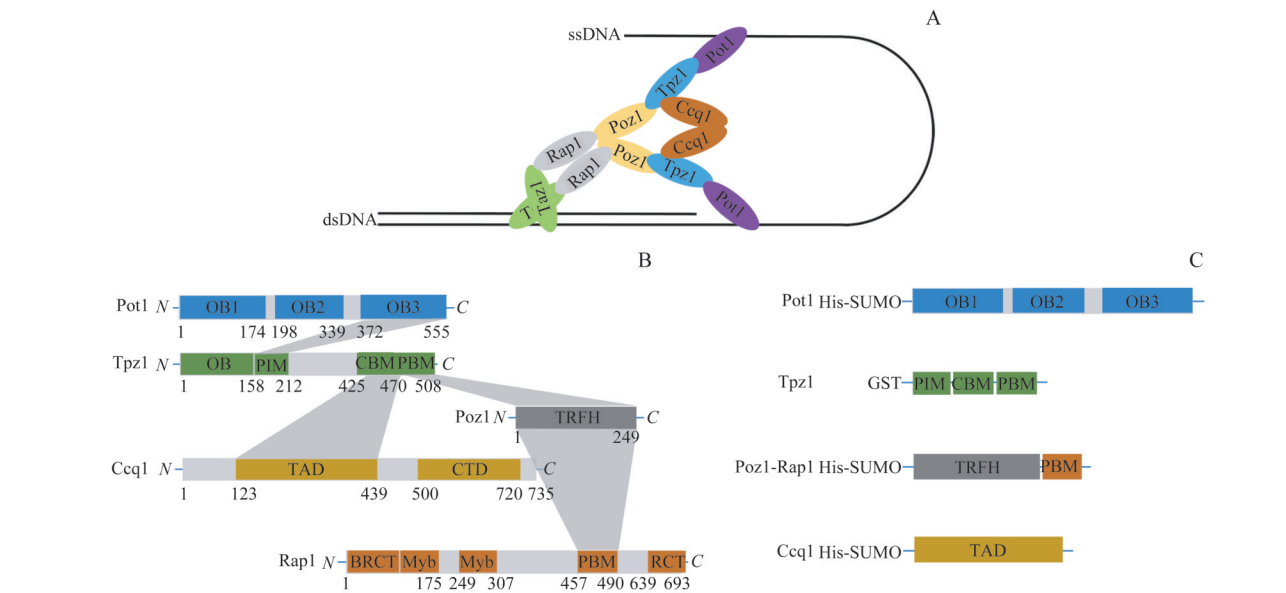 A
ssDNA
Pot1
Tpz1
Ccq1
Poz1
Ccq1
Rap1
Poz1
Rap1
Tpz1
Taz1
T
Pot1
dsDNA
B
Pot1 N OB1 OB2 OB3 C
1 174 198 339 372 555
Tpz1 N OB PIM CBM PBM C
1 158 212 425 470 508
Poz1 N TRFH C
1 249
Ccq1 N TAD CTD C
1 123 439 500 720 735
Rap1 N BRCT Myb Myb PBM RCT C
1 175 249 307 457 490 639 693
C
Pot1 His-SUMO OB1 OB2 OB3
Tpz1 GST PIM CBM PBM
Poz1-Rap1 His-SUMO TRFH PBM
Ccq1 His-SUMO TAD